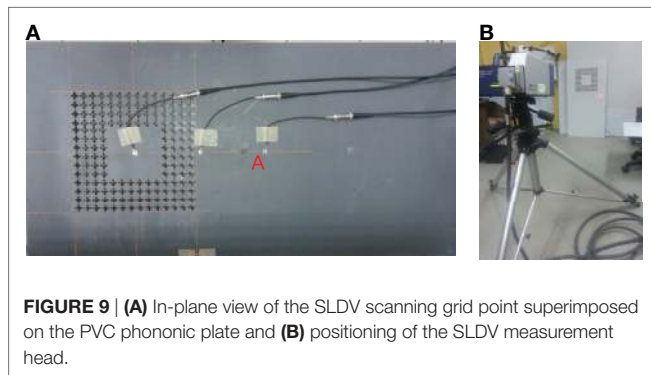 A
B
A
FIGURE 9 | (A) In-plane view of the SLDV scanning grid point superimposed
on the PVC phononic plate and (B) positioning of the SLDV measurement
head.